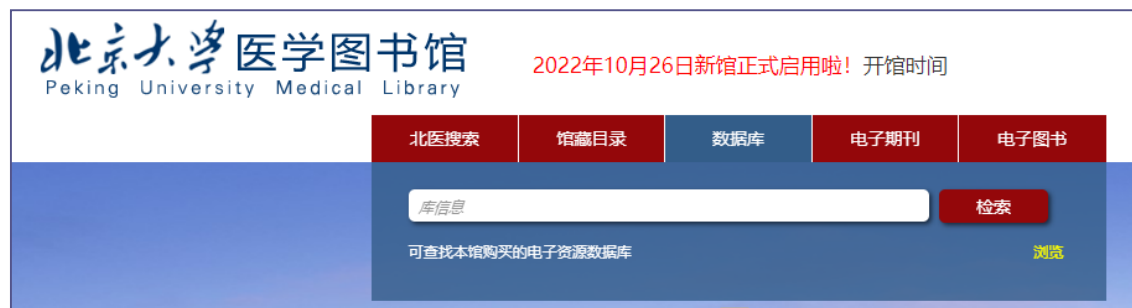 北京大学医学图书馆
Peking University Medical Library
2022年10月26日新馆正式启用啦！开馆时间
北医搜索 馆藏目录 数据库 电子期刊 电子图书
库信息 检索
可查找本馆购买的电子资源数据库 浏览